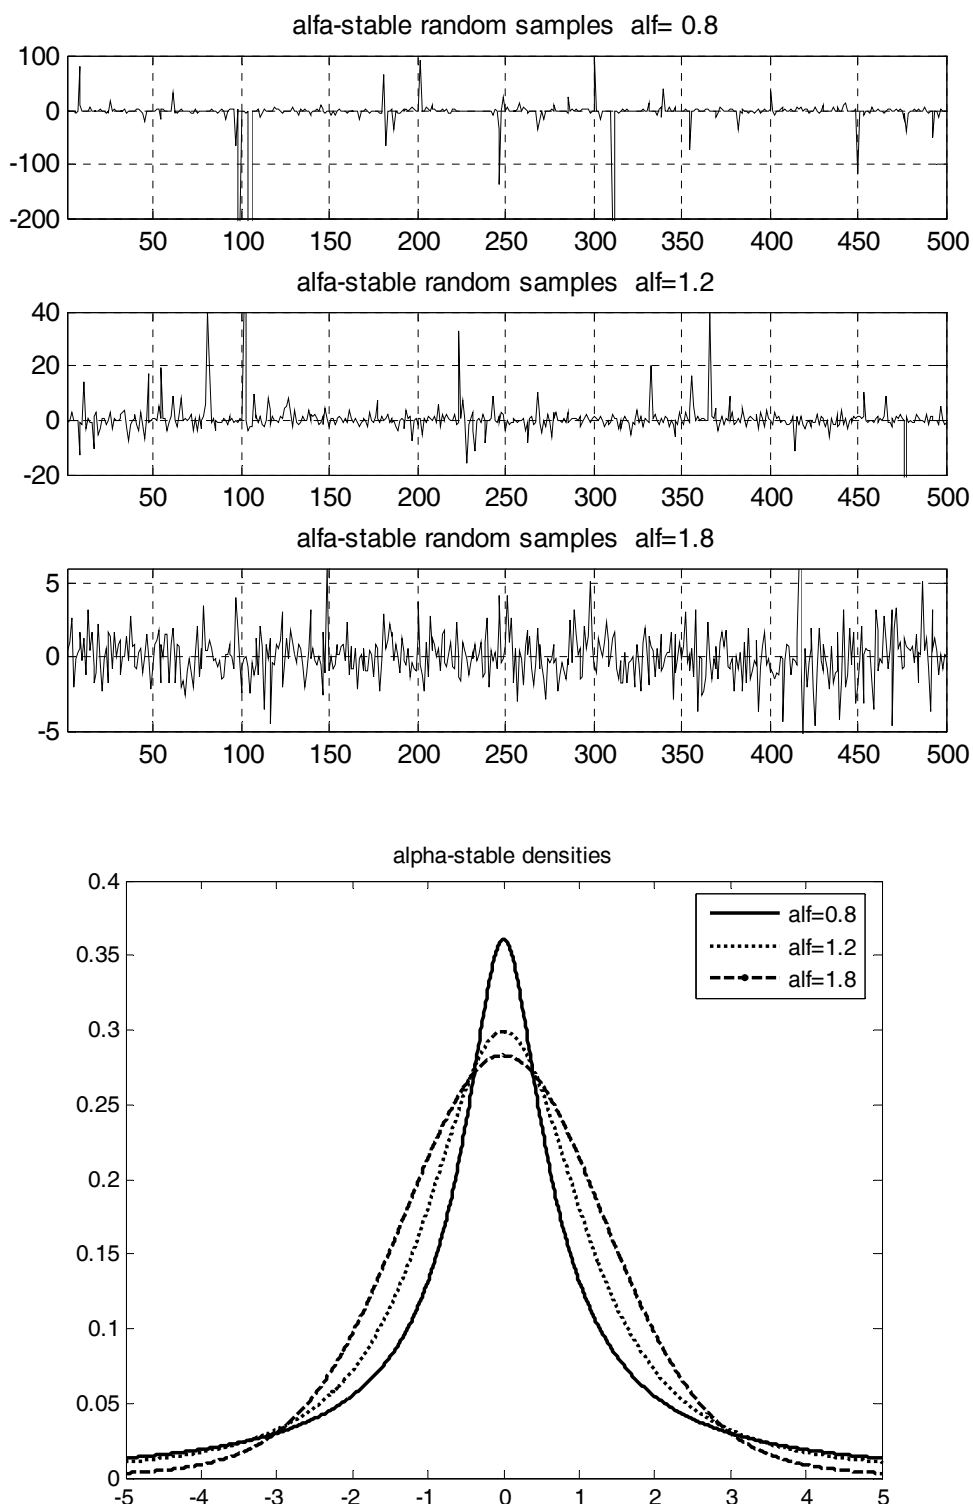 alfa-stable random samples alf= 0.8
100
0
-100
-200
50 100 150 200 250 300 350 400 450 500
alfa-stable random samples alf=1.2
40
20
0
-20
50 100 150 200 250 300 350 400 450 500
alfa-stable random samples alf=1.8
5
0
-5
50 100 150 200 250 300 350 400 450 500
alpha-stable densities
0.4
0.35
0.3
0.25
0.2
0.15
0.1
0.05
0
alf=0.8
alf=1.2
alf=1.8
-5 -4 -3 -2 -1 0 1 2 3 4 5